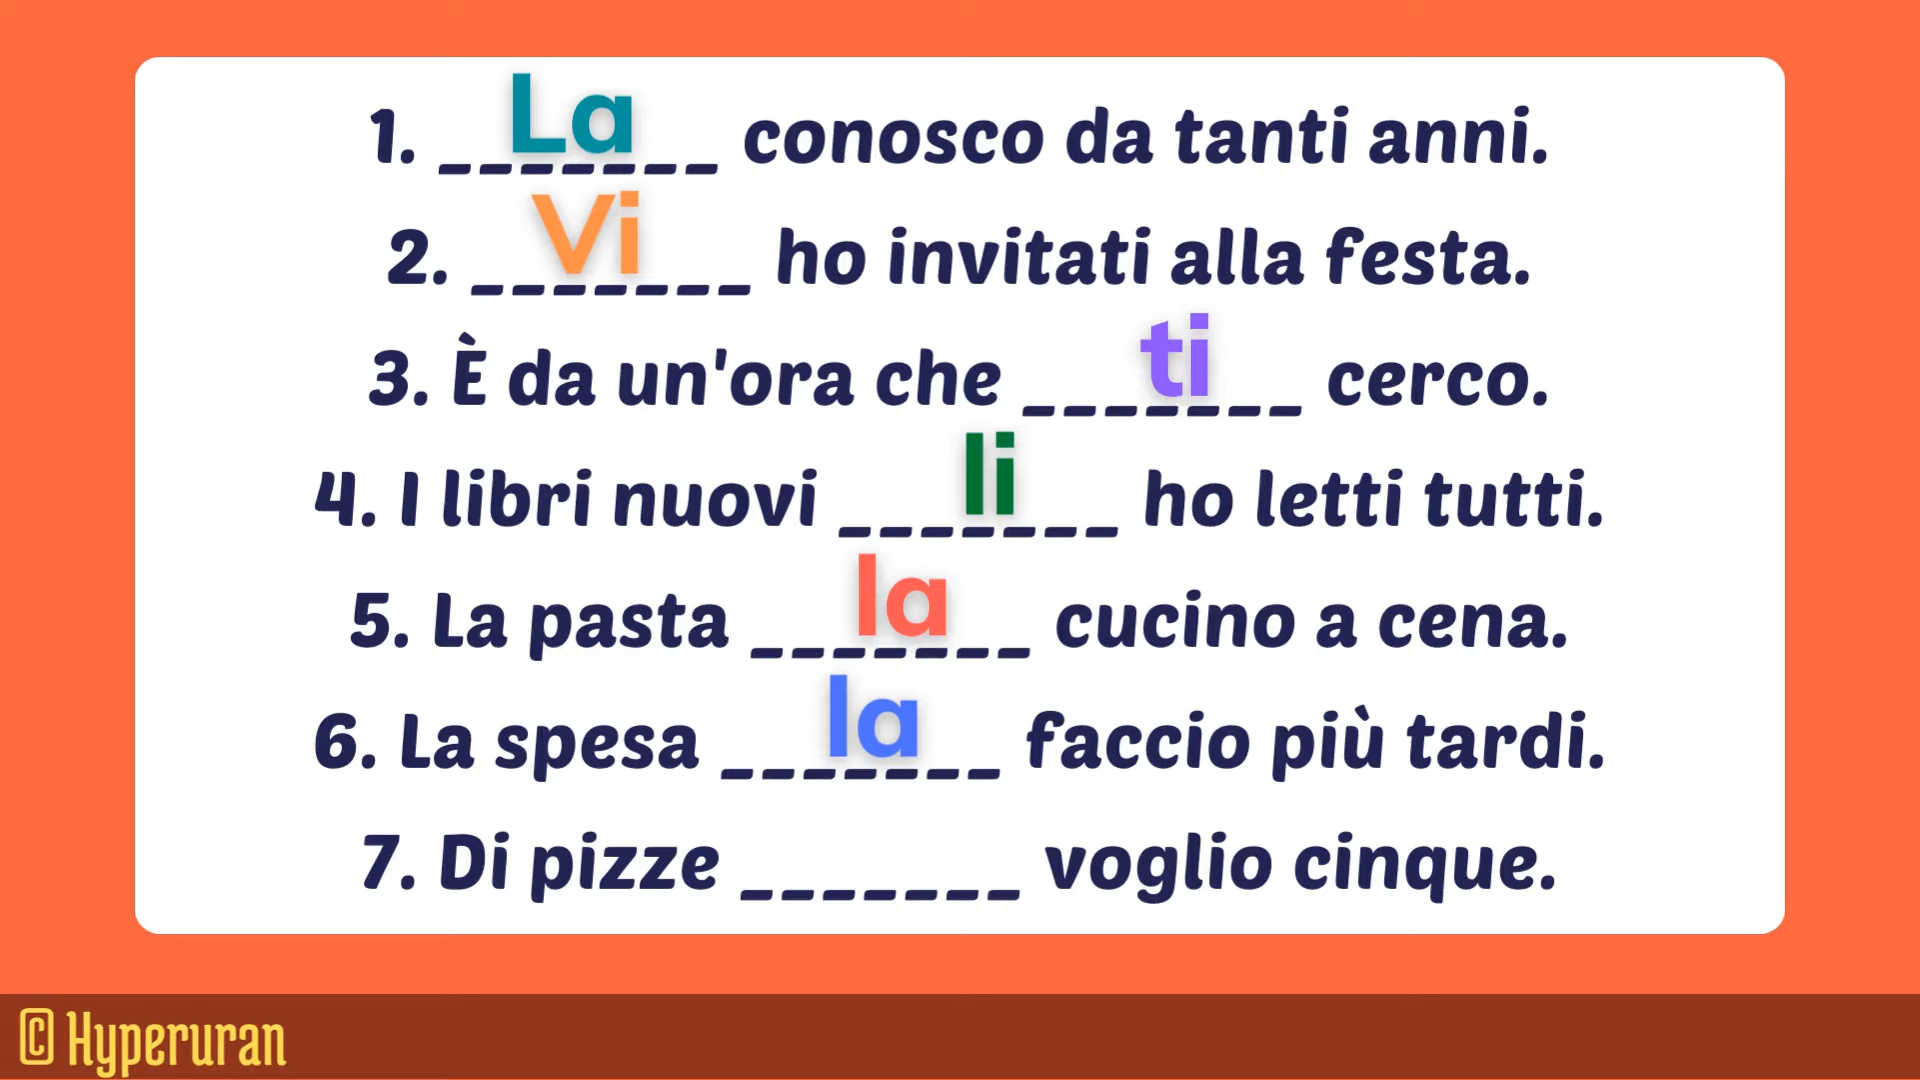 1. La conosco da tanti anni.
2. Vi ho invitati alla festa.
3. È da un'ora che ti cerco.
4. I libri nuovi li ho letti tutti.
5. La pasta la cucino a cena.
6. La spesa la faccio più tardi.
7. Di pizze _______ voglio cinque.
© Hyperuran